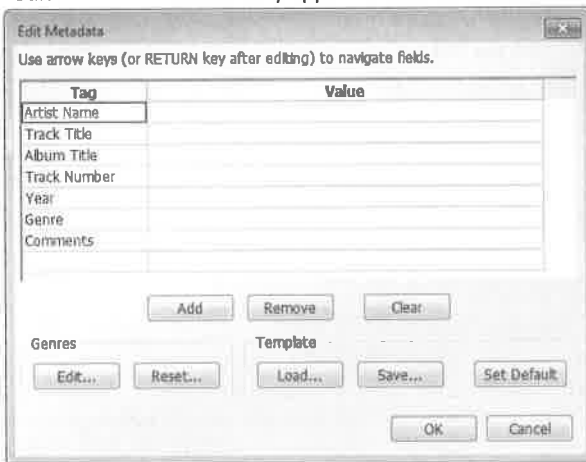 Edit Metadata
Use arrow keys (or RETURN key after editing) to navigate fields.
Tag Value
Artist Name
Track Title
Album Title
Track Number
Year
Genre
Comments
Add Remove Clear
Genres Template
Edit... Reset... Load... Save... Set Default
OK Cancel